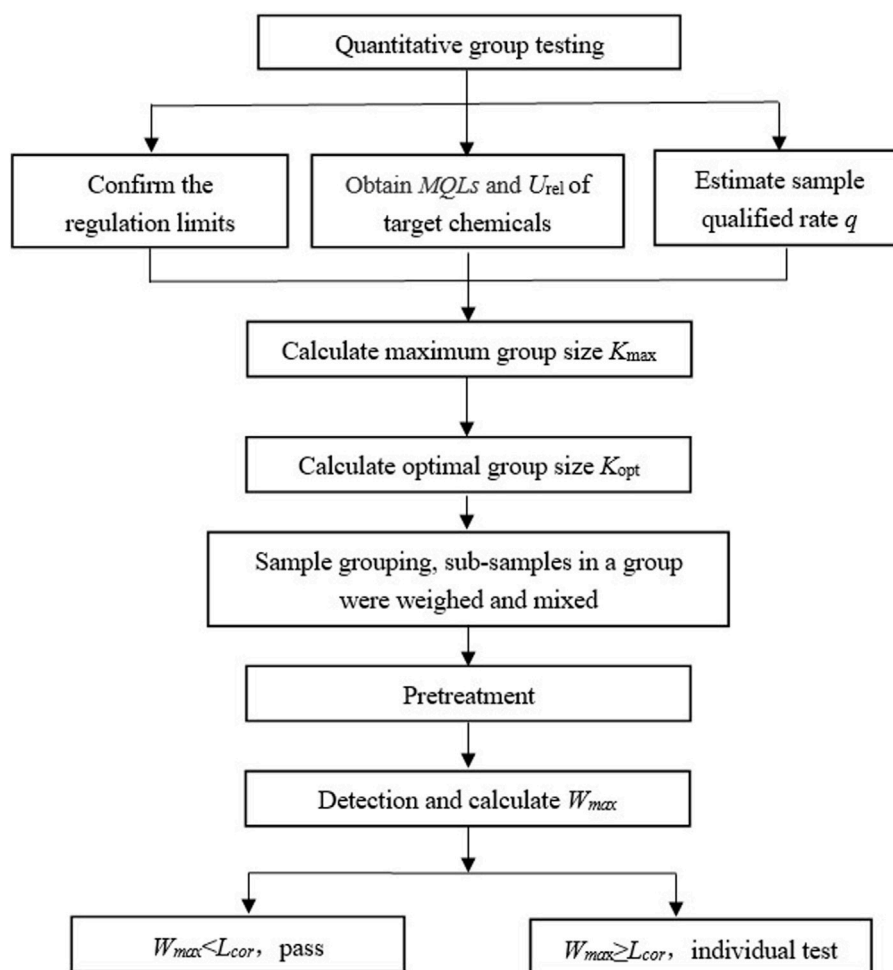 Quantitative group testing
Confirm the
regulation limits
Obtain MQLs and Urel of
target chemicals
Estimate sample
qualified rate q
Calculate maximum group size Kmax
Calculate optimal group size Kopt
Sample grouping, sub-samples in a group
were weighed and mixed
Pretreatment
Detection and calculate Wmax
Wmax<Lcor，pass
Wmax≥Lcor，individual test